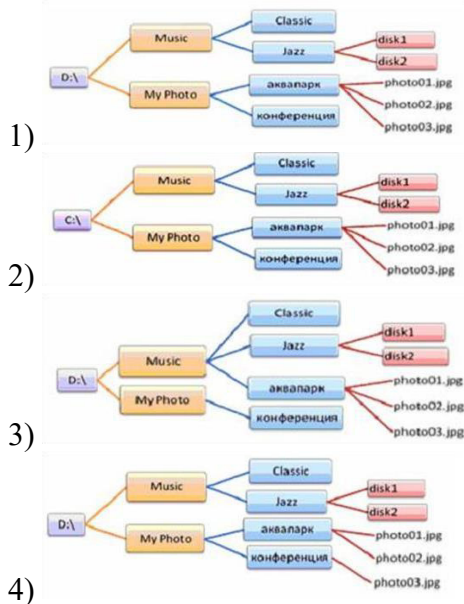 Classic
Music
Jazz
disk1
disk2
D:\
My Photo
аквапарк
photo01.jpg
photo02.jpg
конференция
photo03.jpg
1)
Classic
Music
Jazz
disk1
disk2
C:\
My Photo
аквапарк
photo01.jpg
photo02.jpg
конференция
photo03.jpg
2)
Classic
Music
Jazz
disk1
disk2
D:\
My Photo
аквапарк
photo01.jpg
photo02.jpg
конференция
photo03.jpg
3)
Classic
Music
Jazz
disk1
disk2
D:\
My Photo
аквапарк
photo01.jpg
photo02.jpg
конференция
photo03.jpg
4)